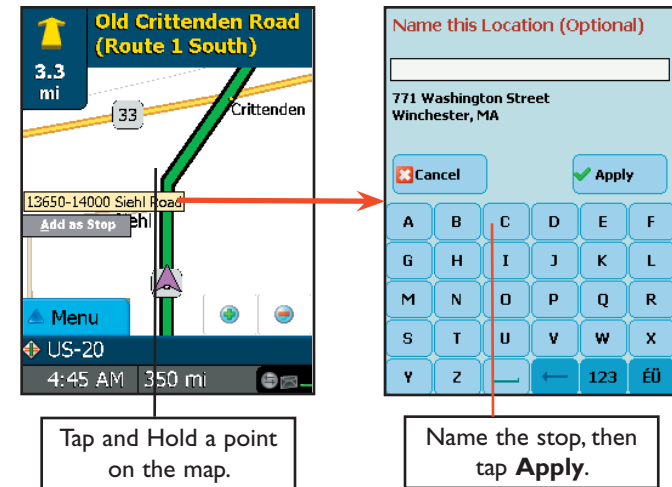 Old Crittenden Road
(Route 1 South)
3.3
mi
33
Crittenden
13650-14000 Siehl Road
Add as Stop
Siehl
Menu
US-20
4:45 AM 350 mi
Tap and Hold a point
on the map.
Name this Location (Optional)
771 Washington Street
Winchester, MA
Cancel Apply
A B C D E F
G H I J K L
M N O P Q R
S T U V W X
Y Z _ ← 123 ÉÜ
Name the stop, then
tap Apply.